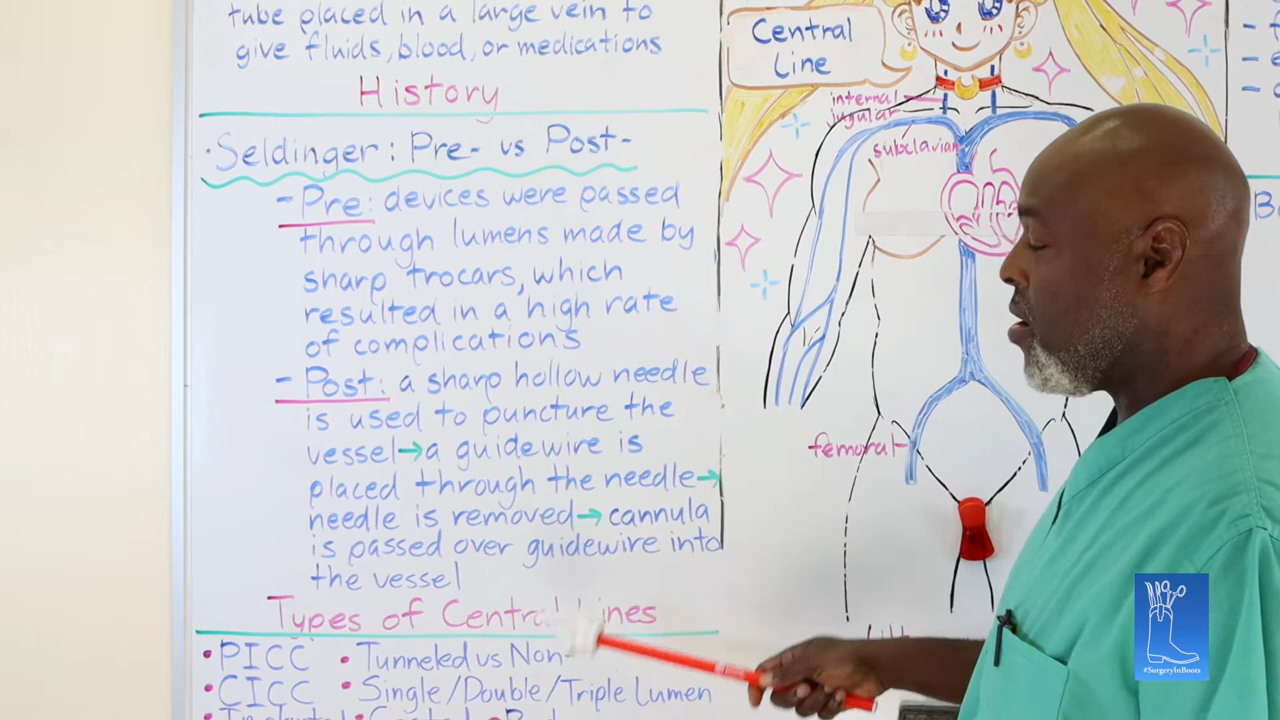 tube placed in a large vein to
give fluids, blood, or medications
History
• Seldinger: Pre- vs Post-
- Pre: devices were passed
through lumens made by
sharp trocars, which
resulted in a high rate
of complications
- Post: a sharp hollow needle
is used to puncture the
vessel → a guidewire is
placed through the needle →
needle is removed → cannula
is passed over guidewire into
the vessel
Types of Central Lines
• PICC • Tunneled vs Non-
• CICC • Single/Double/Triple Lumen
Central
Line
internal
jugular
subclavian
femoral
#SurgeryInBoots